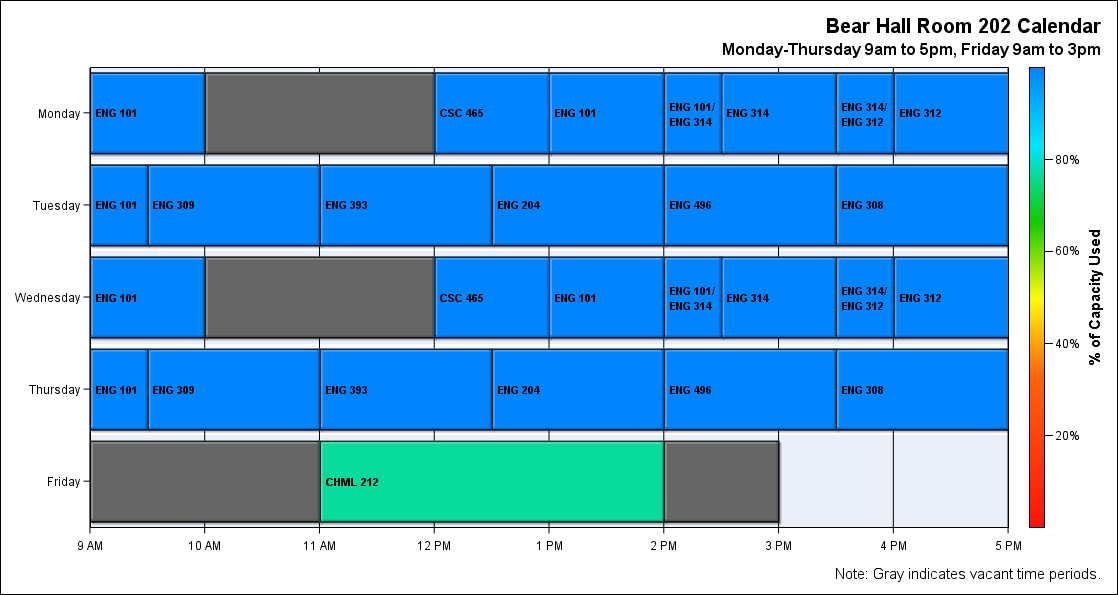 Bear Hall Room 202 Calendar
Monday-Thursday 9am to 5pm, Friday 9am to 3pm
Monday
ENG 101
CSC 465
ENG 101
ENG 101/
ENG 314
ENG 314
ENG 314/
ENG 312
ENG 312
Tuesday
ENG 101
ENG 309
ENG 393
ENG 204
ENG 496
ENG 308
Wednesday
ENG 101
CSC 465
ENG 101
ENG 101/
ENG 314
ENG 314
ENG 314/
ENG 312
ENG 312
Thursday
ENG 101
ENG 309
ENG 393
ENG 204
ENG 496
ENG 308
Friday
CHML 212
9 AM
10 AM
11 AM
12 PM
1 PM
2 PM
3 PM
4 PM
5 PM
80%
60%
40%
20%
% of Capacity Used
Note: Gray indicates vacant time periods.